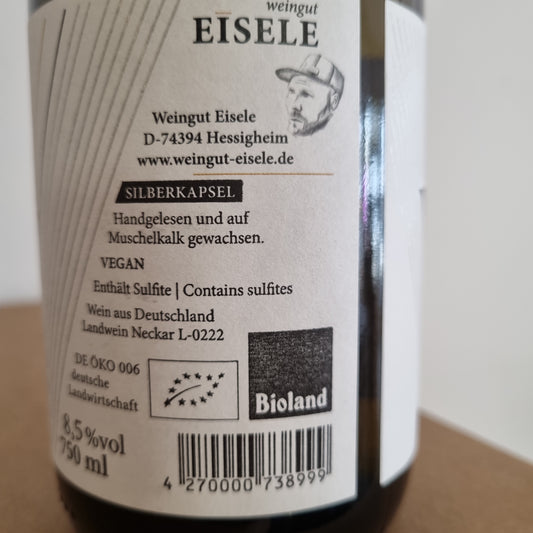 weingut
EISELE
Weingut Eisele
D-74394 Hessigheim
www.weingut-eisele.de
SILBERKAPSEL
Handgelesen und auf
Muschelkalk gewachsen.
VEGAN
Enthält Sulfite | Contains sulfites
Wein aus Deutschland
Landwein Neckar L-0222
DE ÖKO 006
deutsche
Landwirtschaft
Bioland
8,5 %vol
750 ml
4 270000 738999